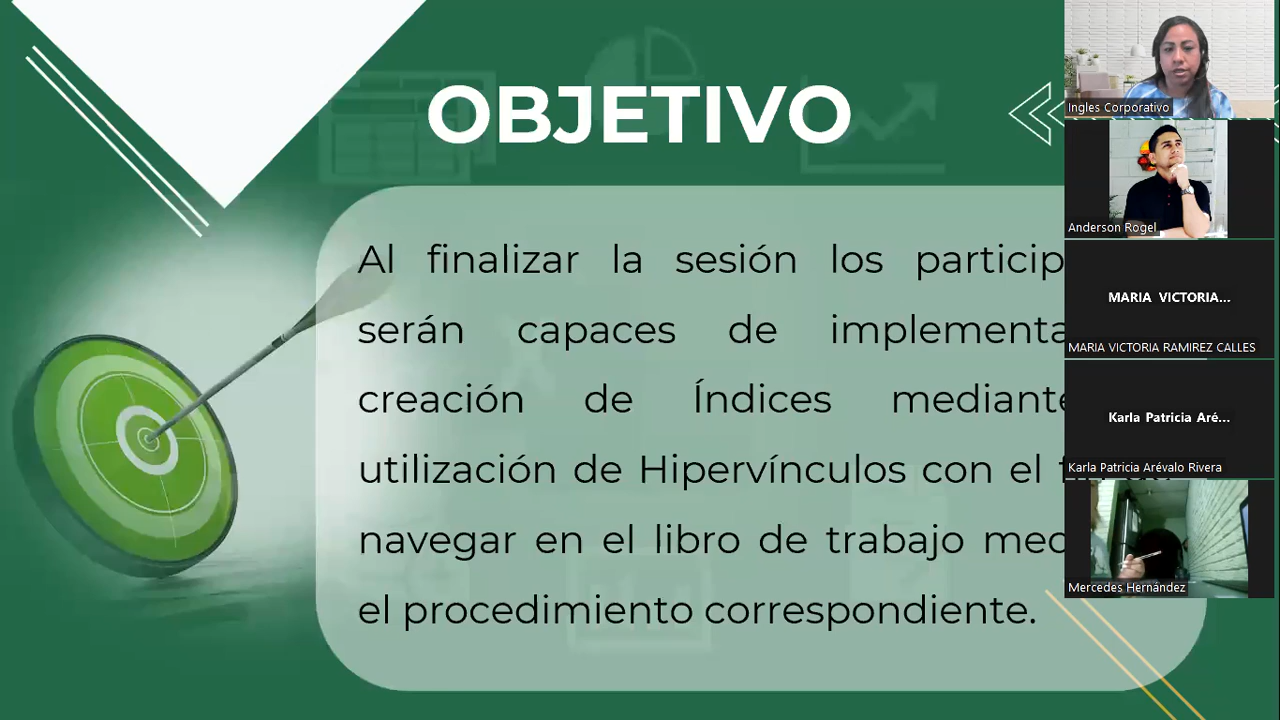 OBJETIVO
Al finalizar la sesión los particip
serán capaces de implementa
creación de Índices mediante
utilización de Hipervínculos con el
navegar en el libro de trabajo med
el procedimiento correspondiente.
Ingles Corporativo
Anderson Rogel
MARIA VICTORIA...
MARIA VICTORIA RAMIREZ CALLES
Karla Patricia Aré...
Karla Patricia Arévalo Rivera
Mercedes Hernández